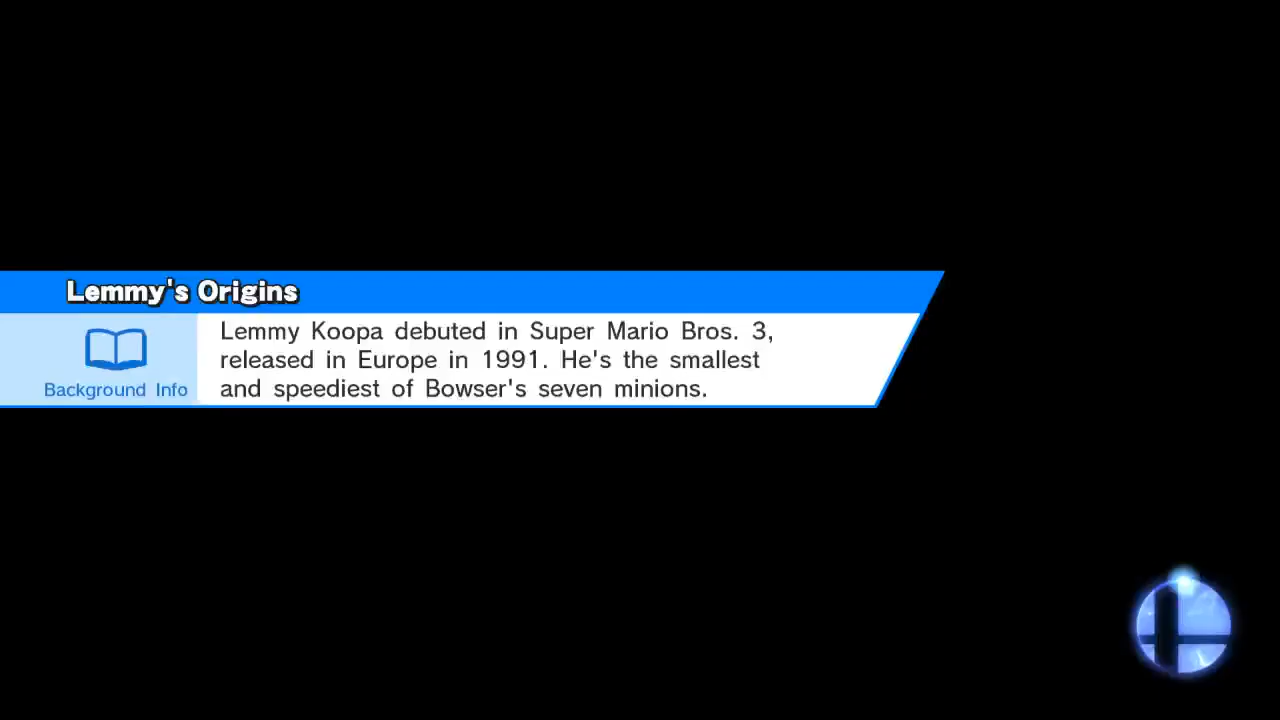 Lemmy's Origins
Lemmy Koopa debuted in Super Mario Bros. 3,
released in Europe in 1991. He's the smallest
and speediest of Bowser's seven minions.
Background Info